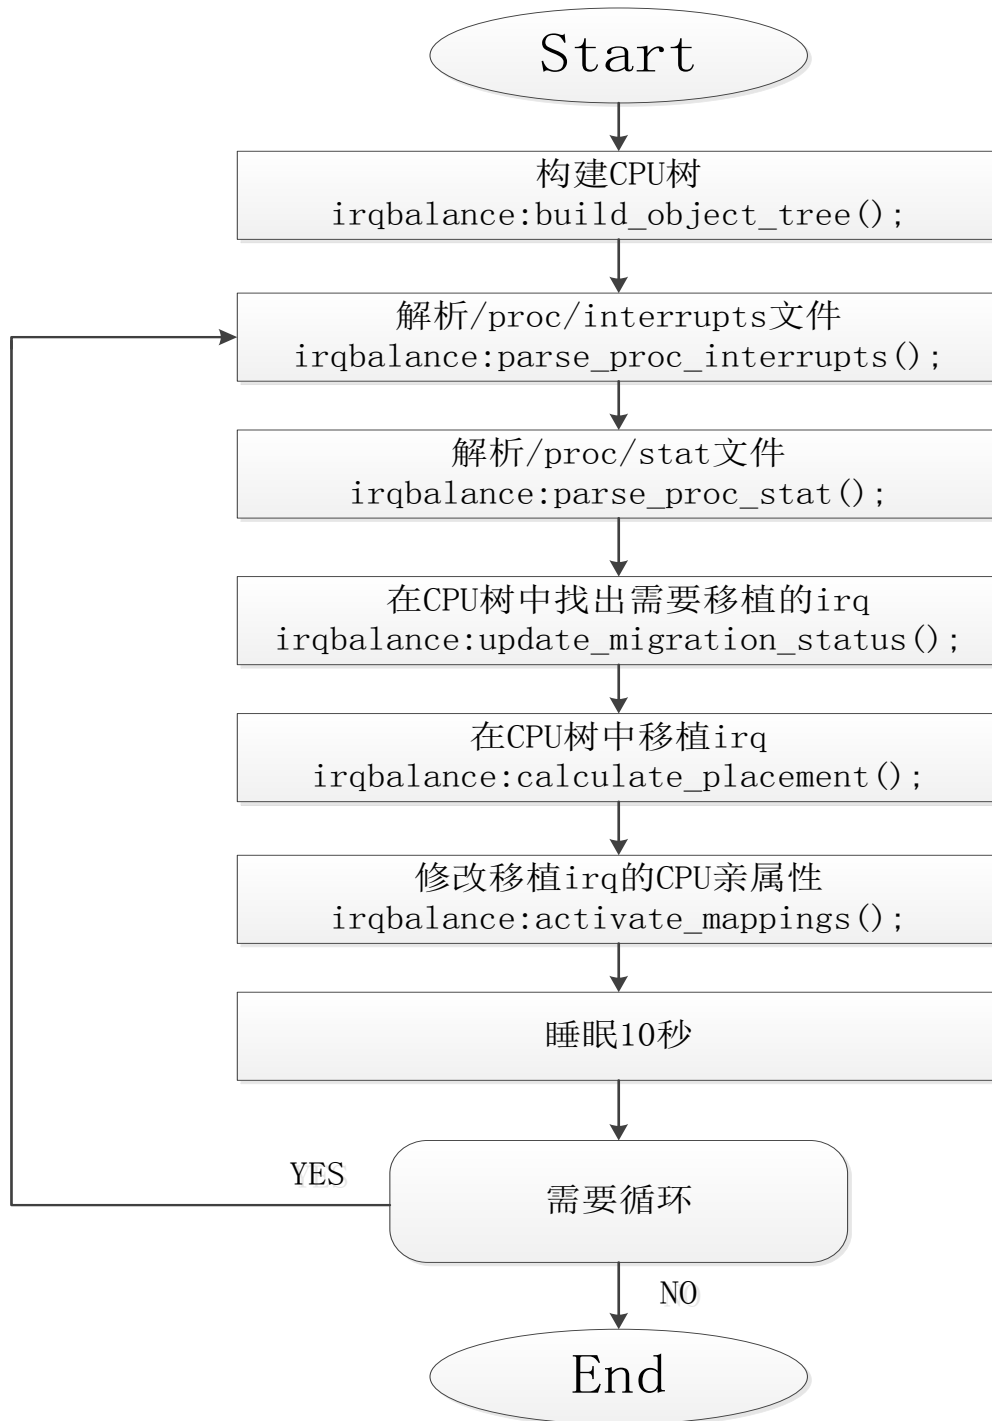 Start
构建CPU树
irqbalance:build_object_tree();
解析/proc/interrupts文件
irqbalance:parse_proc_interrupts();
解析/proc/stat文件
irqbalance:parse_proc_stat();
在CPU树中找出需要移植的irq
irqbalance:update_migration_status();
在CPU树中移植irq
irqbalance:calculate_placement();
修改移植irq的CPU亲属性
irqbalance:activate_mappings();
睡眠10秒
YES
需要循环
NO
End